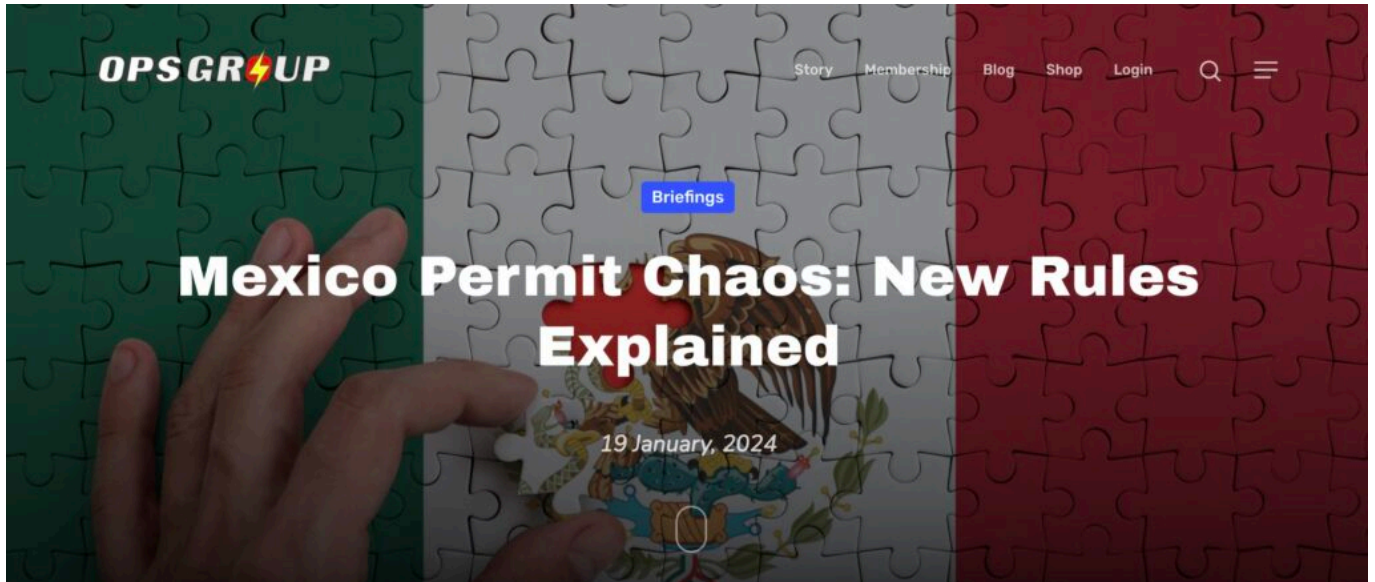 OPSGROUP
Story Membership Blog Shop Login
Briefings
Mexico Permit Chaos: New Rules
Explained
19 January, 2024